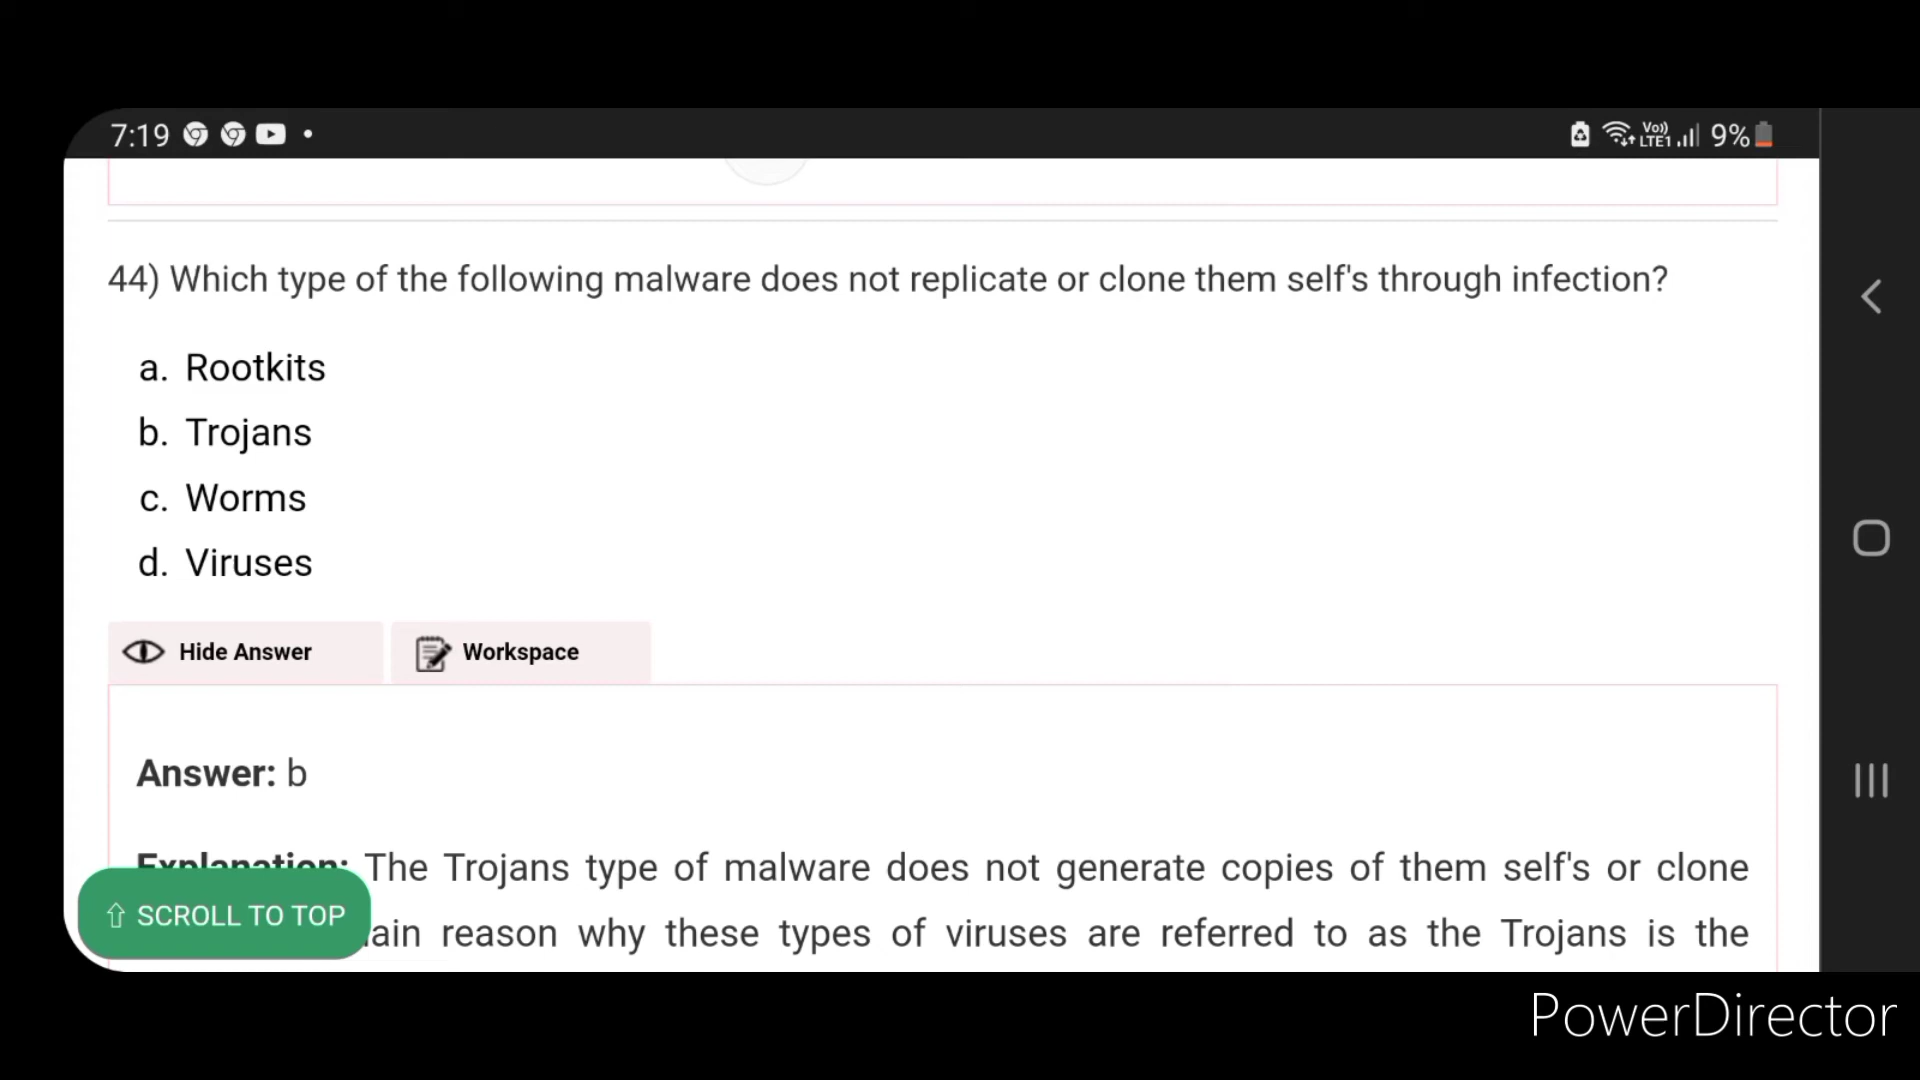 7:19
Vo))
LTE1
9%
44) Which type of the following malware does not replicate or clone them self's through infection?
a. Rootkits
b. Trojans
c. Worms
d. Viruses
Hide Answer
Workspace
Answer: b
Explanation: The Trojans type of malware does not generate copies of them self's or clone
reason why these types of viruses are referred to as the Trojans is the
SCROLL TO TOP
PowerDirector